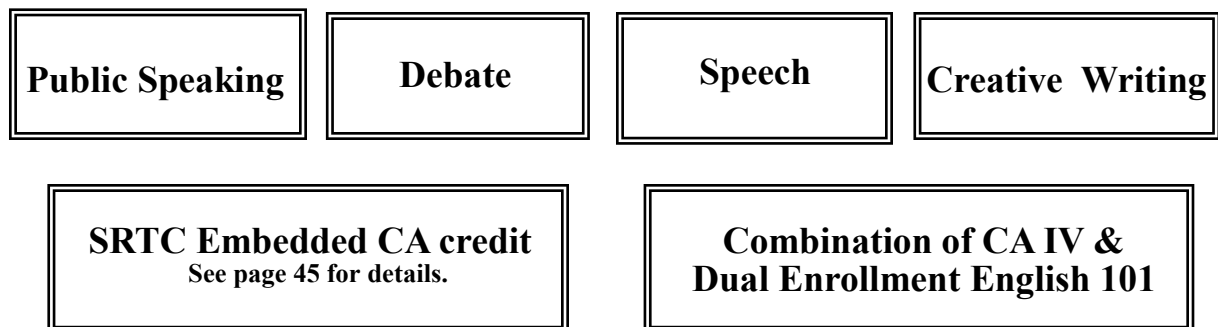 Public Speaking
Debate
Speech
Creative Writing
SRTC Embedded CA credit
See page 45 for details.
Combination of CA IV &
Dual Enrollment English 101